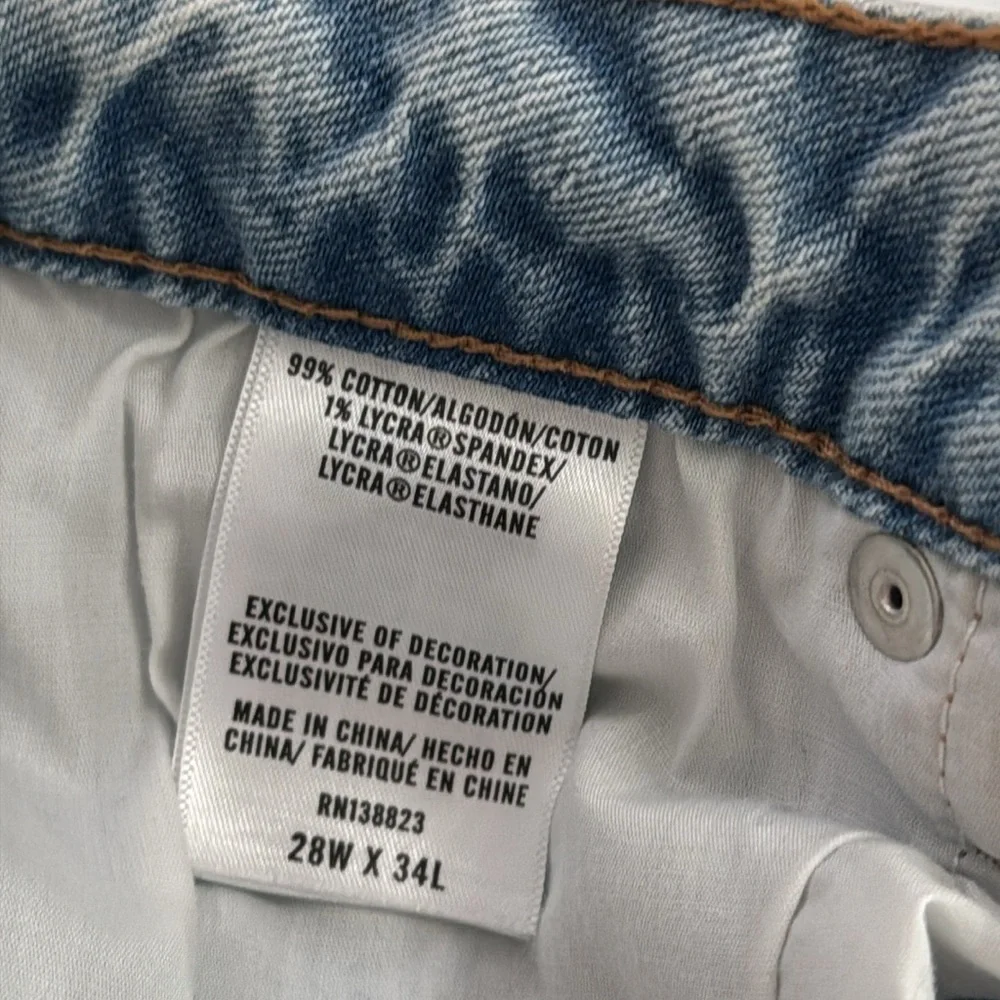 99% COTTON/ALGODÓN/COTON
1% LYCRA®SPANDEX/
LYCRA®ELASTANO/
LYCRA®ELASTHANE
EXCLUSIVE OF DECORATION/
EXCLUSIVO PARA DECORACIÓN
EXCLUSIVITÉ DE DÉCORATION
MADE IN CHINA/ HECHO EN
CHINA/ FABRIQUÉ EN CHINE
RN138823
28W X 34L